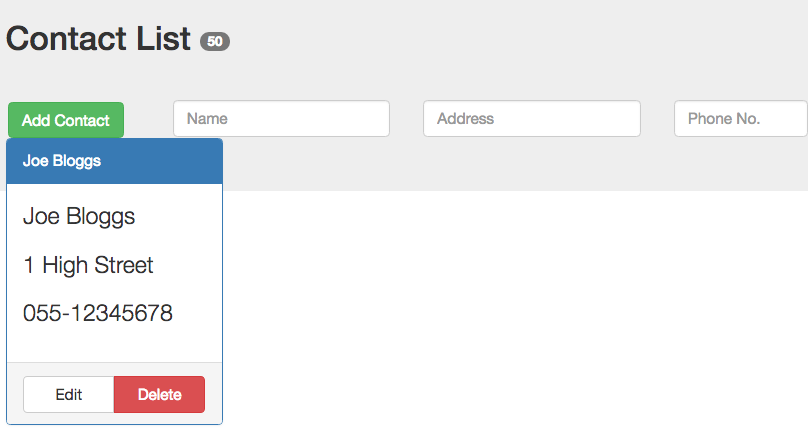 Contact List 50
Add Contact Name Address Phone No.
Joe Bloggs
Joe Bloggs
1 High Street
055-12345678
Edit Delete